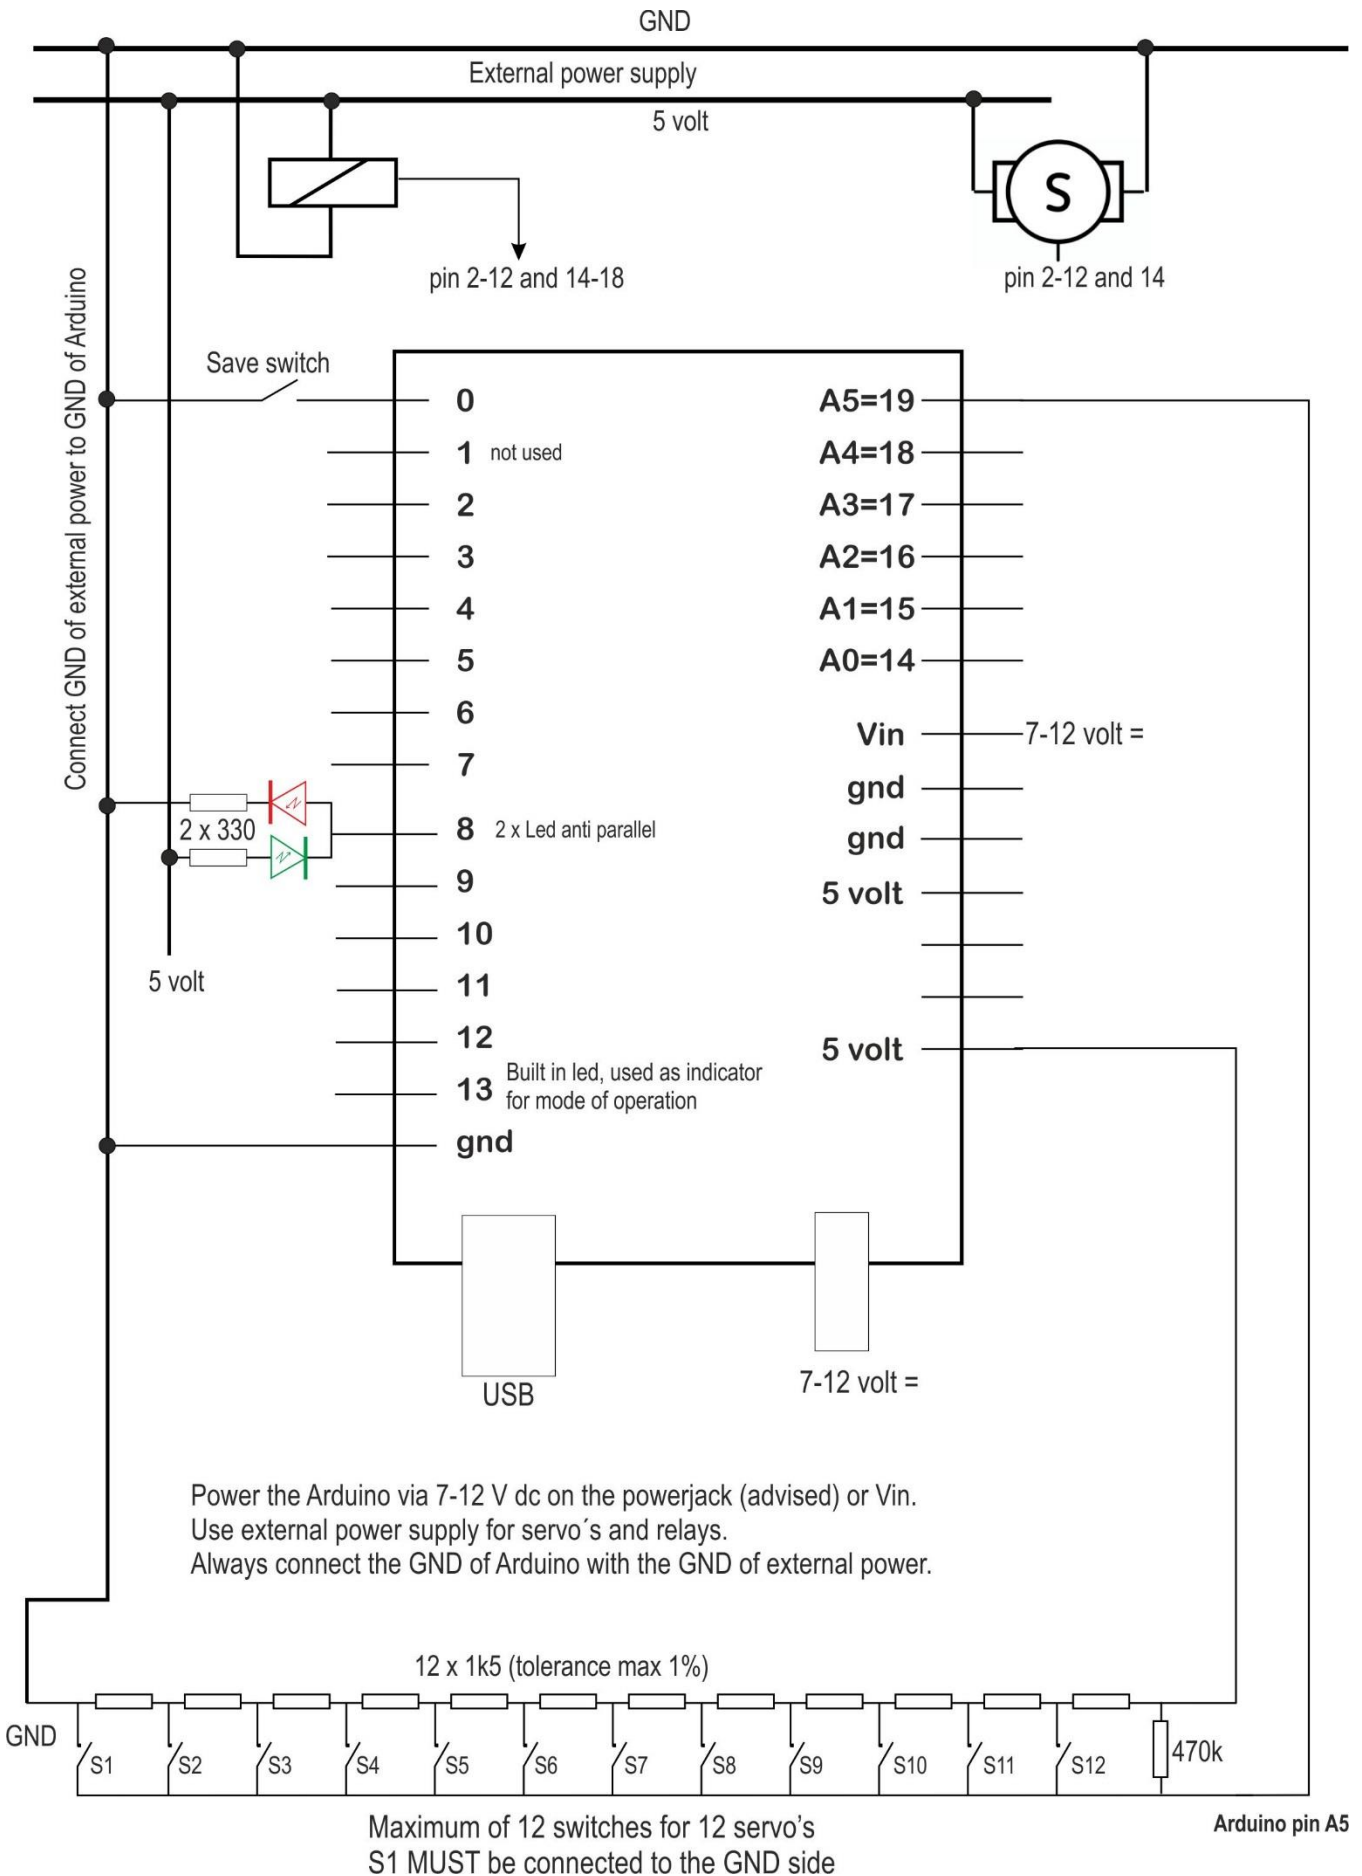 GND
External power supply
5 volt
pin 2-12 and 14-18
S
pin 2-12 and 14
Connect GND of external power to GND of Arduino
Save switch
0
1 not used
2
3
4
5
6
7
8 2 x Led anti parallel
9
10
11
12
13 Built in led, used as indicator
for mode of operation
gnd
2 x 330
5 volt
A5=19
A4=18
A3=17
A2=16
A1=15
A0=14
Vin 7-12 volt =
gnd
gnd
5 volt
5 volt
USB
7-12 volt =
Power the Arduino via 7-12 V dc on the powerjack (advised) or Vin.
Use external power supply for servo´s and relays.
Always connect the GND of Arduino with the GND of external power.
12 x 1k5 (tolerance max 1%)
GND
S1 S2 S3 S4 S5 S6 S7 S8 S9 S10 S11 S12 470k
Maximum of 12 switches for 12 servo's
S1 MUST be connected to the GND side
Arduino pin A5